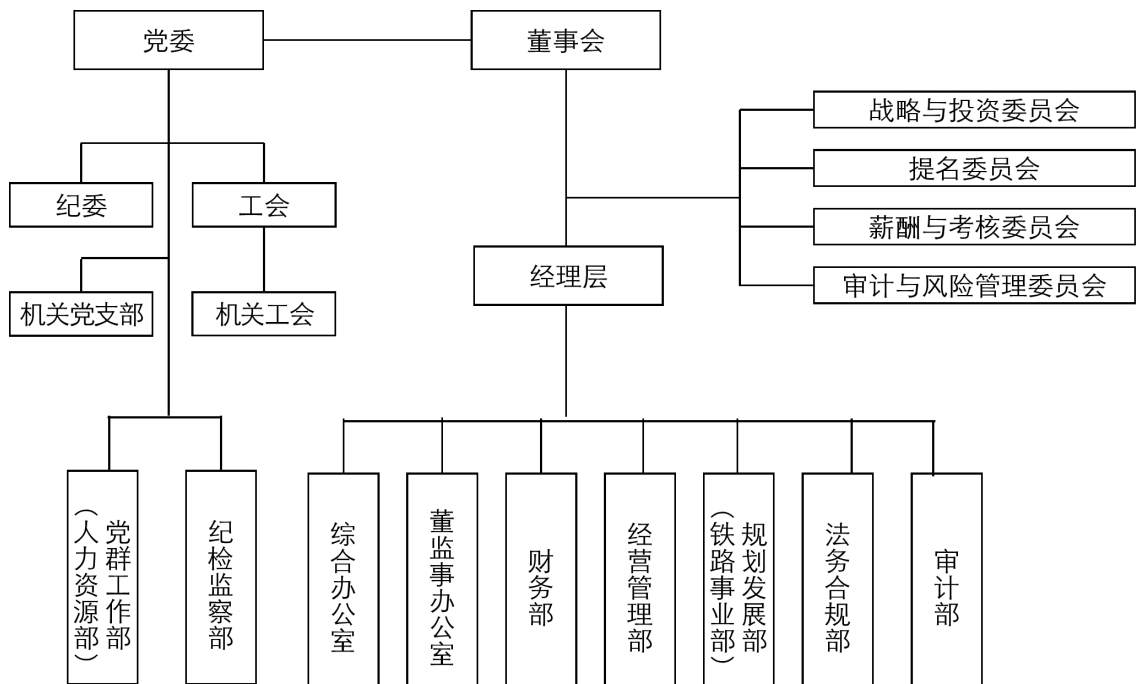 党委
董事会
战略与投资委员会
提名委员会
纪委
工会
薪酬与考核委员会
经理层
审计与风险管理委员会
机关党支部
机关工会
党群工作部
（人力资源部）
纪检监察部
综合办公室
董监事办公室
财务部
经营管理部
规划发展部
（铁路事业部）
法务合规部
审计部